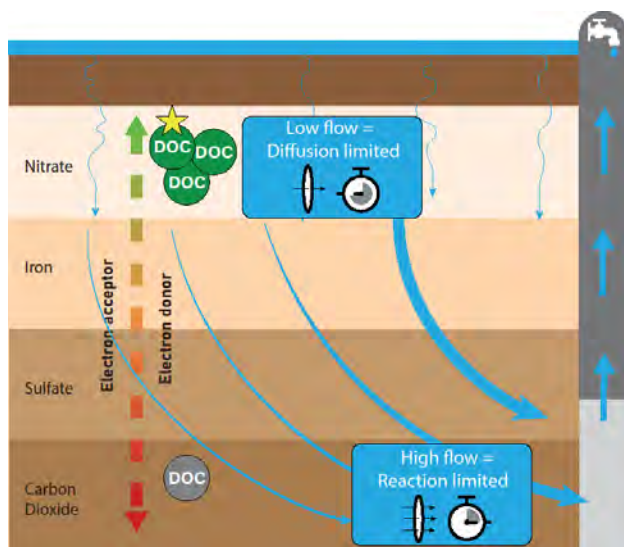 Nitrate
Iron
Sulfate
Carbon
Dioxide
Electron acceptor
Electron donor
DOC
DOC
DOC
DOC
Low flow =
Diffusion limited
High flow =
Reaction limited